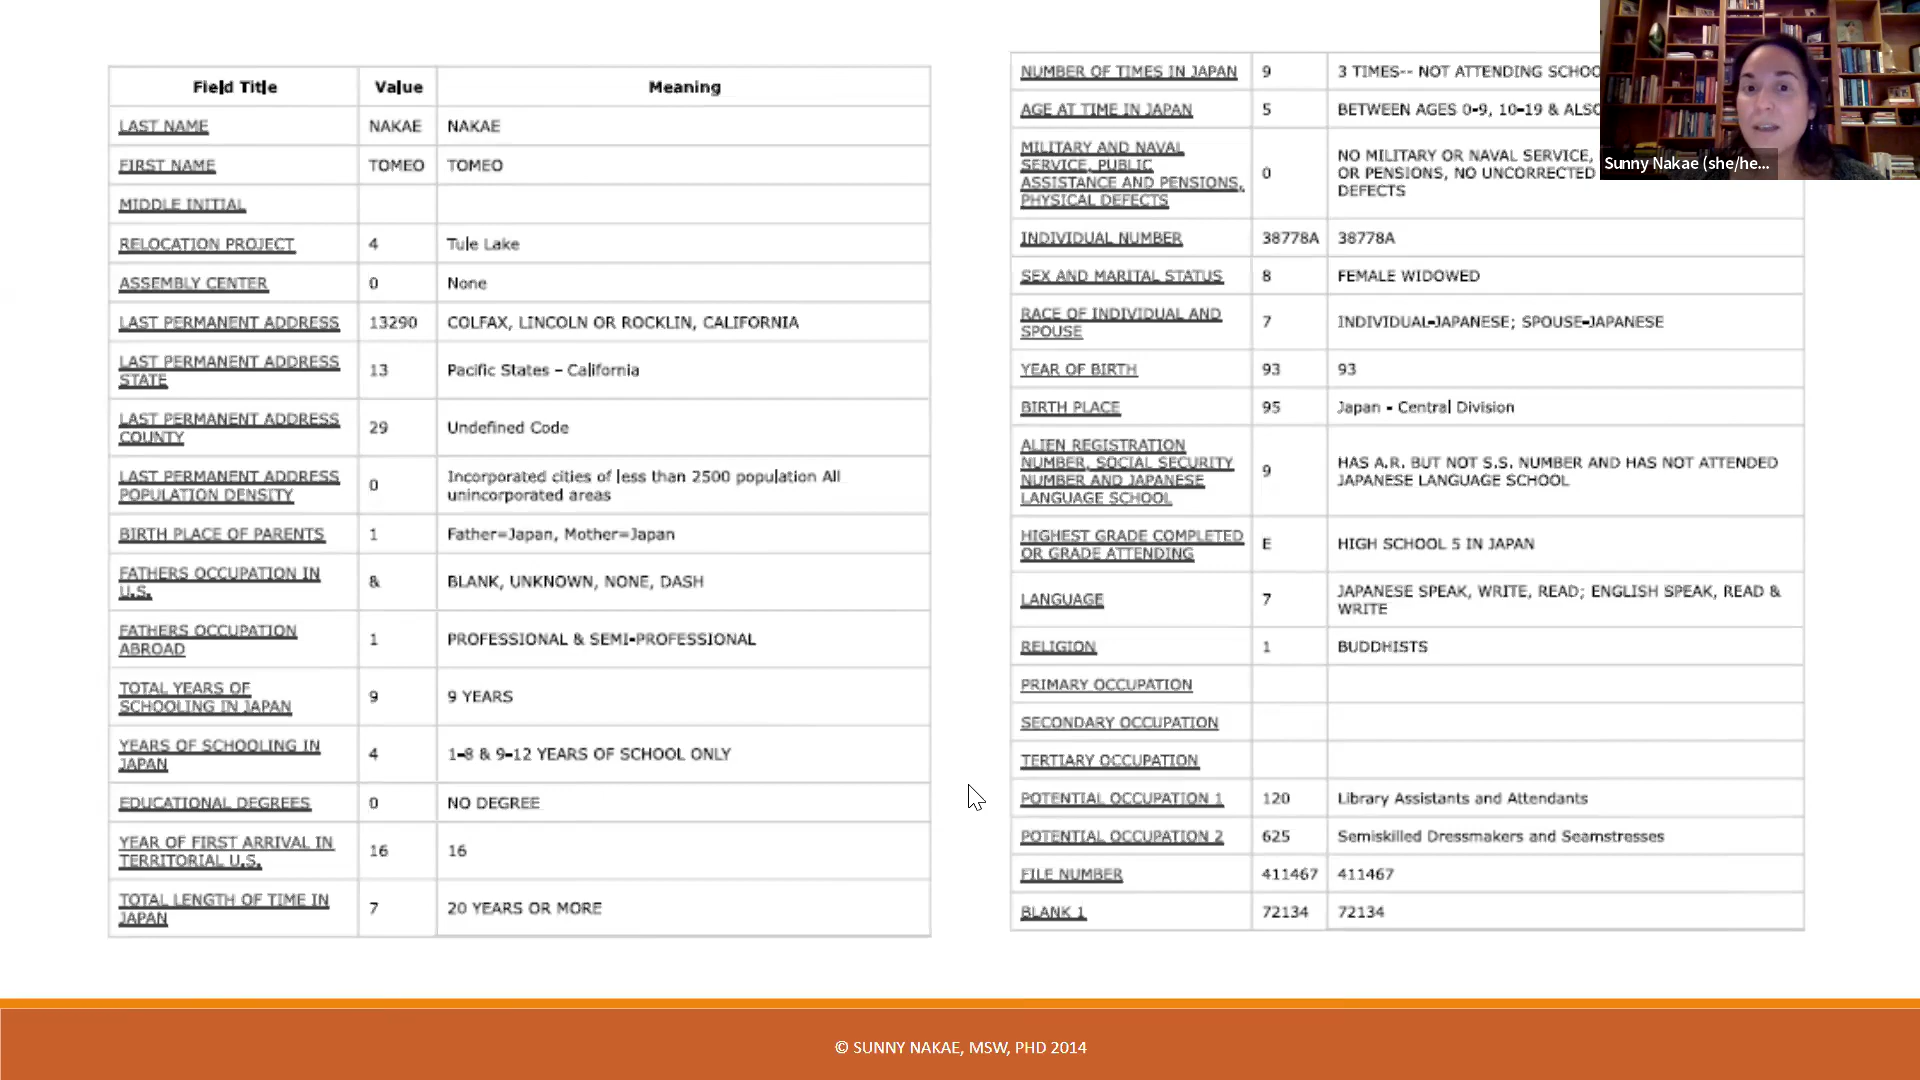 Field Title Value Meaning
LAST NAME NAKAE NAKAE
FIRST NAME TOMEO TOMEO
MIDDLE INITIAL
RELOCATION PROJECT 4 Tule Lake
ASSEMBLY CENTER 0 None
LAST PERMANENT ADDRESS 13290 COLFAX, LINCOLN OR ROCKLIN, CALIFORNIA
LAST PERMANENT ADDRESS
STATE
13 Pacific States – California
LAST PERMANENT ADDRESS
COUNTY
29 Undefined Code
LAST PERMANENT ADDRESS
POPULATION DENSITY
0 Incorporated cities of less than 2500 population All
unincorporated areas
BIRTH PLACE OF PARENTS 1 Father=Japan, Mother=Japan
FATHERS OCCUPATION IN
U.S.
& BLANK, UNKNOWN, NONE, DASH
FATHERS OCCUPATION
ABROAD
1 PROFESSIONAL & SEMI-PROFESSIONAL
TOTAL YEARS OF
SCHOOLING IN JAPAN
9 9 YEARS
YEARS OF SCHOOLING IN
JAPAN
4 1-8 & 9-12 YEARS OF SCHOOL ONLY
EDUCATIONAL DEGREES 0 NO DEGREE
YEAR OF FIRST ARRIVAL IN
TERRITORIAL U.S.
16 16
TOTAL LENGTH OF TIME IN
JAPAN
7 20 YEARS OR MORE
NUMBER OF TIMES IN JAPAN 9 3 TIMES-- NOT ATTENDING SCHOO
AGE AT TIME IN JAPAN 5 BETWEEN AGES 0-9, 10-19 & ALSO
MILITARY AND NAVAL
SERVICE, PUBLIC
ASSISTANCE AND PENSIONS,
PHYSICAL DEFECTS
0 NO MILITARY OR NAVAL SERVICE,
OR PENSIONS, NO UNCORRECTED
DEFECTS
INDIVIDUAL NUMBER 38778A 38778A
SEX AND MARITAL STATUS 8 FEMALE WIDOWED
RACE OF INDIVIDUAL AND
SPOUSE
7 INDIVIDUAL-JAPANESE; SPOUSE-JAPANESE
YEAR OF BIRTH 93 93
BIRTH PLACE 95 Japan - Central Division
ALIEN REGISTRATION
NUMBER, SOCIAL SECURITY
NUMBER AND JAPANESE
LANGUAGE SCHOOL
9 HAS A.R. BUT NOT S.S. NUMBER AND HAS NOT ATTENDED
JAPANESE LANGUAGE SCHOOL
HIGHEST GRADE COMPLETED
OR GRADE ATTENDING
E HIGH SCHOOL 5 IN JAPAN
LANGUAGE 7 JAPANESE SPEAK, WRITE, READ; ENGLISH SPEAK, READ &
WRITE
RELIGION 1 BUDDHISTS
PRIMARY OCCUPATION
SECONDARY OCCUPATION
TERTIARY OCCUPATION
POTENTIAL OCCUPATION 1 120 Library Assistants and Attendants
POTENTIAL OCCUPATION 2 625 Semiskilled Dressmakers and Seamstresses
FILE NUMBER 411467 411467
BLANK 1 72134 72134
Sunny Nakae (she/he...
© SUNNY NAKAE, MSW, PHD 2014